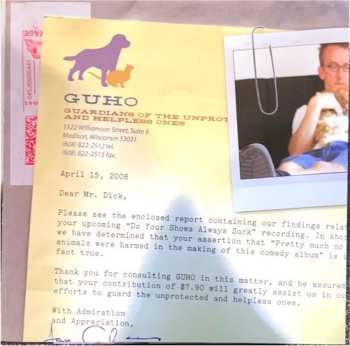 GUHO
GUARDIANS OF THE UNPROT
AND HELPLESS ONES
1322 Williamson Street, Suite 8
Madison, Wisconsin 53031
(608)-822-2512 tel.
(608)-822-2513 fax.
April 15, 2006
Dear Mr. Dick,
Please see the enclosed report containing our findings relat
your upcoming "Do Your Shows Always Suck" recording. In shor
we have determined that your assertion that "Pretty much no
animals were harmed in the making of this comedy album" is i
fact true.
Thank you for consulting GUHO in this matter, and be assured
that your contribution of $7.90 will greatly assist us in ou
efforts to guard the unprotected and helpless ones.
With Admiration
and Appreciation,